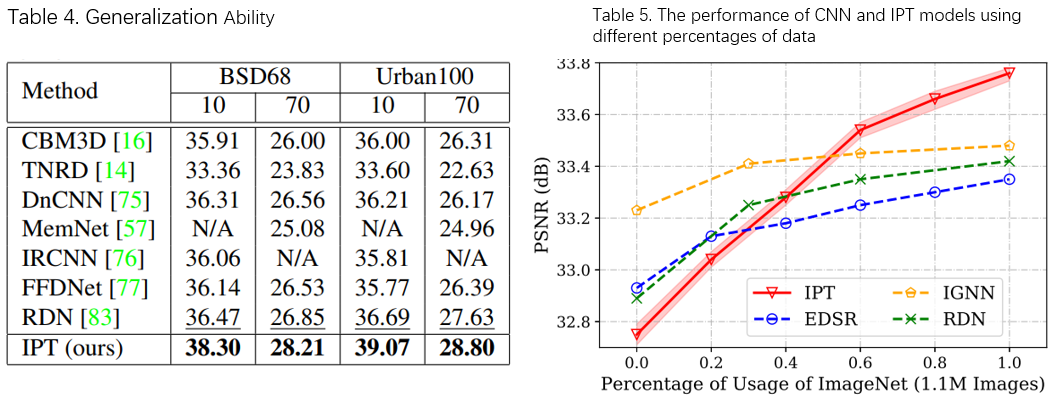 Table 4. Generalization Ability
Method BSD68 Urban100
10 70 10 70
CBM3D [16] 35.91 26.00 36.00 26.31
TNRD [14] 33.36 23.83 33.60 22.63
DnCNN [75] 36.31 26.56 36.21 26.17
MemNet [57] N/A 25.08 N/A 24.96
IRCNN [76] 36.06 N/A 35.81 N/A
FFDNet [77] 36.14 26.53 35.77 26.39
RDN [83] 36.47 26.85 36.69 27.63
IPT (ours) 38.30 28.21 39.07 28.80
Table 5. The performance of CNN and IPT models using
different percentages of data
33.8
33.6
33.4
33.2
33.0
32.8
PSNR (dB)
IPT IGNN
EDSR RDN
0.0 0.2 0.4 0.6 0.8 1.0
Percentage of Usage of ImageNet (1.1M Images)